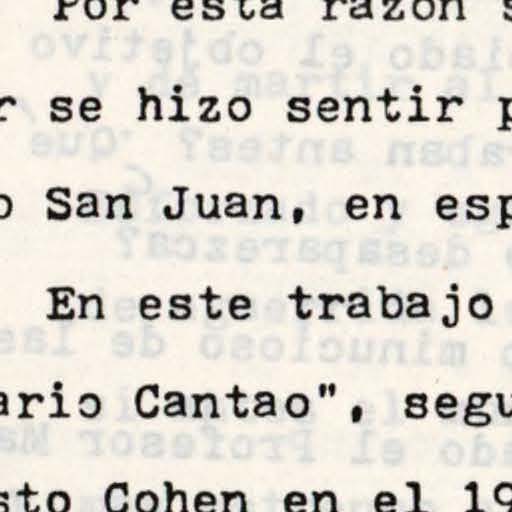 Por esta razón s
r se hizo sentir p
o San Juan, en esp
En este trabajo
ario Cantao", segu
sto Cohen en el 19